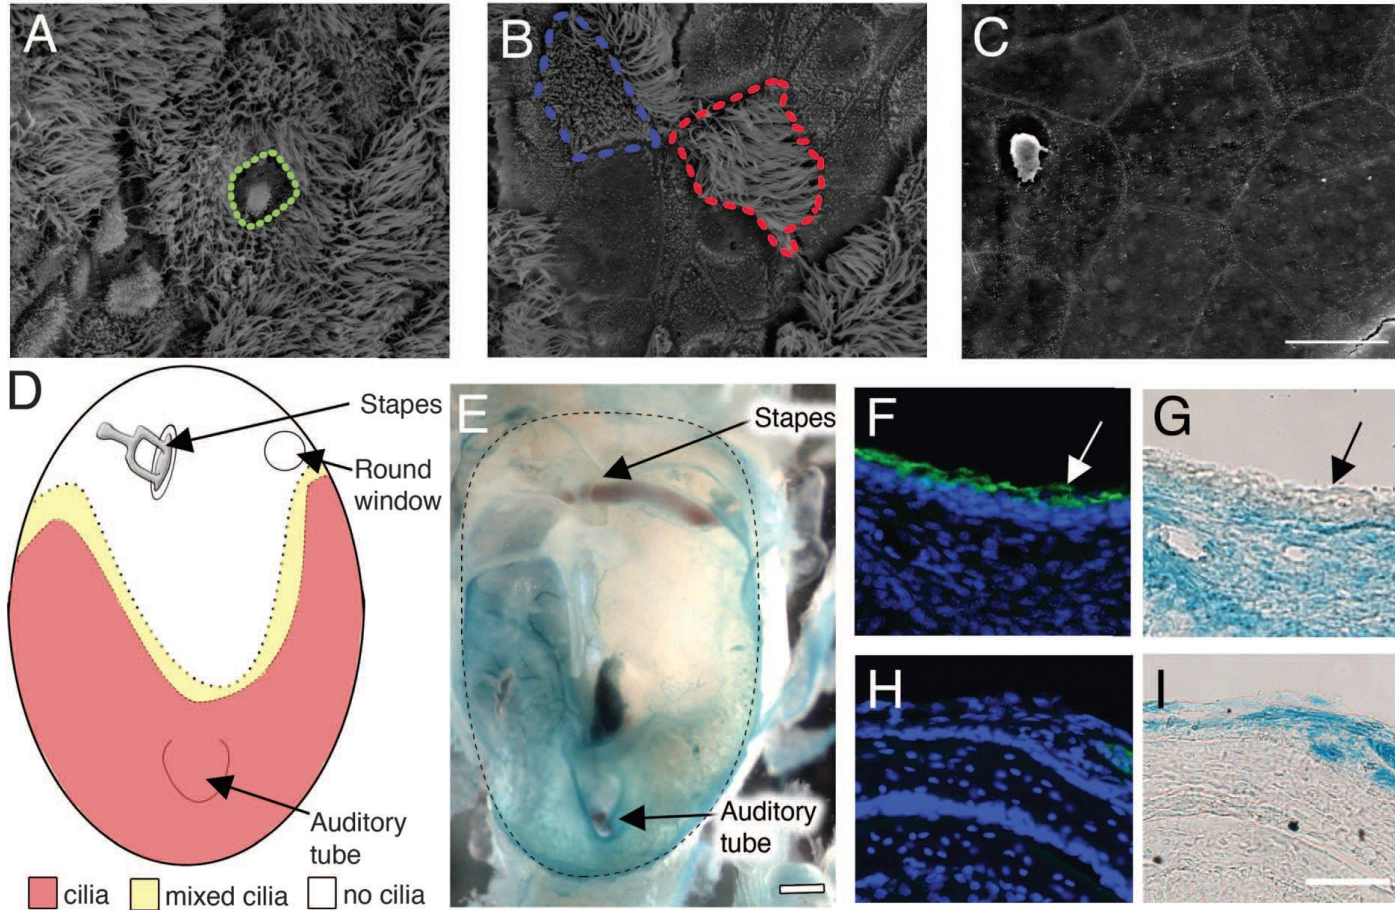 A
B
C
D
Stapes
Round
window
Auditory
tube
cilia
mixed cilia
no cilia
E
Stapes
Auditory
tube
F
G
H
I